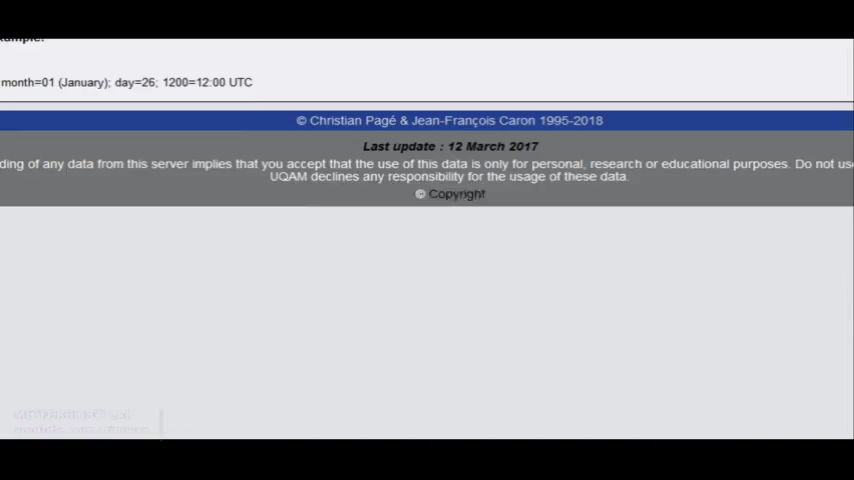 month=01 (January); day=26; 1200=12:00 UTC
© Christian Pagé & Jean-François Caron 1995-2018
Last update : 12 March 2017
ding of any data from this server implies that you accept that the use of this data is only for personal, research or educational purposes. Do not us
UQAM declines any responsibility for the usage of these data.
© Copyright